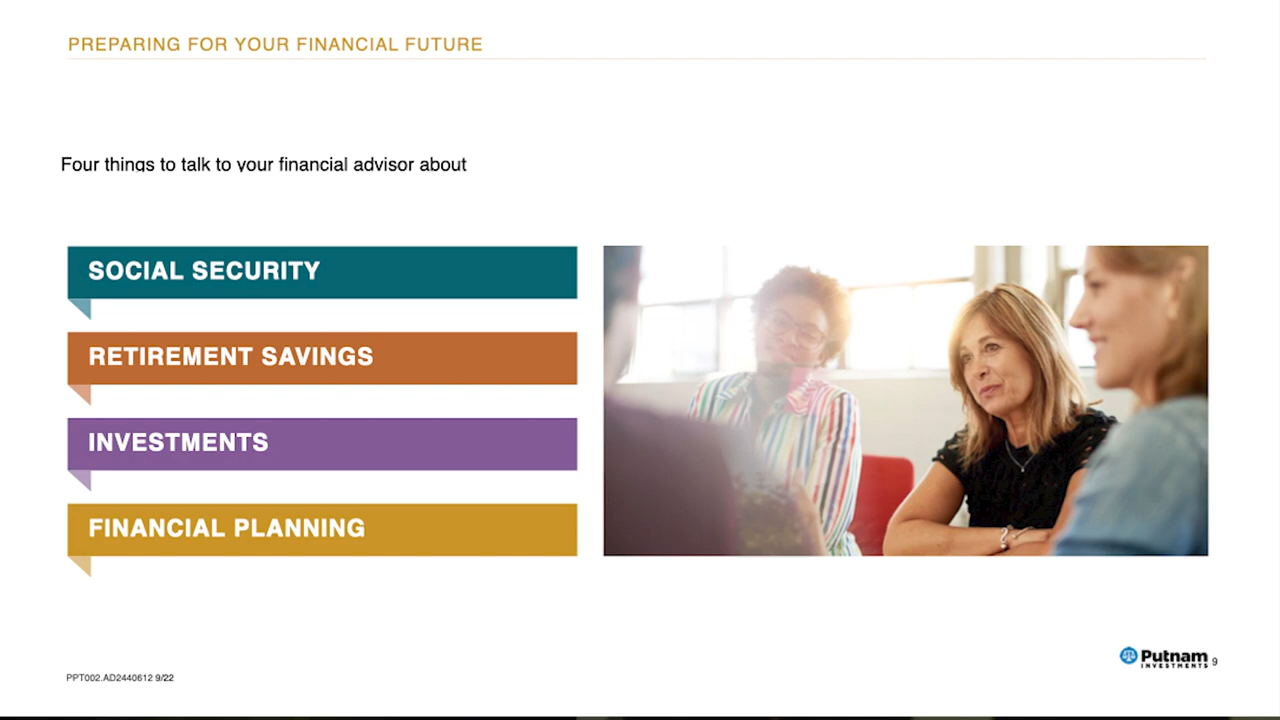 PREPARING FOR YOUR FINANCIAL FUTURE
Four things to talk to your financial advisor about
SOCIAL SECURITY
RETIREMENT SAVINGS
INVESTMENTS
FINANCIAL PLANNING
Putnam
INVESTMENTS
9
PPT002.AD2440612 9/22